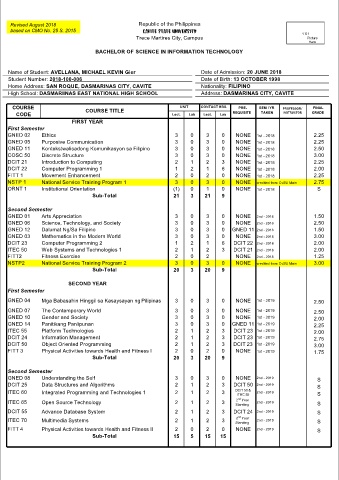 Revised August 2018
based on CMO No. 25 S. 2015
Republic of the Philippines
CAVITE STATE UNIVERSITY
Trece Martires City, Campus
1 X 1
Picture
Here
BACHELOR OF SCIENCE IN INFORMATION TECHNOLOGY
Name of Student: AVELLANA, MICHAEL KEVIN Gier Date of Admission: 20 JUNE 2018
Student Number: 2018-100-006 Date of Birth: 13 OCTOBER 1998
Home Address: SAN ROQUE, DASMARINAS CITY, CAVITE Nationality: FILIPINO
High School: DASMARIÑAS EAST NATIONAL HIGH SCHOOL Address: DASMARINAS CITY, CAVITE
COURSE CODE COURSE TITLE UNIT CONTACT HRS PRE-REQUISITE SEM / YR TAKEN PROFESSOR/ INSTRUCTOR FINAL GRADE
Lect. Lab Lect. Lab
FIRST YEAR
First Semester
GNED 02 Ethics 3 0 3 0 NONE 1st - 2018 2.25
GNED 05 Purposive Communication 3 0 3 0 NONE 1st - 2018 2.25
GNED 11 Kontekstwalisadong Komunikasyon sa Filipino 3 0 3 0 NONE 1st - 2018 2.50
COSC 50 Discrete Structure 3 0 3 0 NONE 1st - 2018 3.00
DCIT 21 Introduction to Computing 2 1 2 3 NONE 1st - 2018 2.25
DCIT 22 Computer Programming 1 1 2 1 6 NONE 1st - 2018 2.00
FITT 1 Movement Enhancement 2 0 2 0 NONE 1st - 2018 2.25
NSTP 1 National Service Training Program 1 3 0 3 0 NONE credited from CvSU Main 2.75
ORNT 1 Institutional Orientation (1) 0 1 0 NONE 1st - 2018 S
Sub-Total 21 3 21 9
Second Semester
GNED 01 Arts Appreciation 3 0 3 0 NONE 2nd - 2018 1.50
GNED 06 Science, Technology, and Society 3 0 3 0 NONE 2nd - 2018 2.50
GNED 12 Dalumat Ng/Sa Filipino 3 0 3 0 GNED 11 2nd - 2018 1.50
GNED 03 Mathematics in the Modern World 3 0 3 0 NONE 2nd - 2018 3.00
DCIT 23 Computer Programming 2 1 2 1 6 DCIT 22 2nd - 2018 2.00
ITEC 50 Web Systems and Technologies 1 2 1 2 3 DCIT 21 2nd - 2018 2.00
FITT2 Fitness Exercise 2 0 2 NONE 2nd - 2018 1.25
NSTP2 National Service Training Program 2 3 0 3 0 NONE credited from CvSU Main 3.00
Sub-Total 20 3 20 9
SECOND YEAR
First Semester
GNED 04 Mga Babasahin Hinggil sa Kasaysayan ng Pilipinas 3 0 3 0 NONE 1st - 2019 2.50
GNED 07 The Contemporary World 3 0 3 0 NONE 1st - 2019 2.50
GNED 10 Gender and Society 3 0 3 0 NONE 1st - 2019 2.00
GNED 14 Panitikang Panlipunan 3 0 3 0 GNED 11 1st - 2019 2.25
ITEC 55 Platform Technologies 2 1 2 3 DCIT 23 1st - 2019 2.00
DCIT 24 Information Management 2 1 2 3 DCIT 23 1st - 2019 2.75
DCIT 50 Object Oriented Programming 2 1 2 3 DCIT 23 1st - 2019 3.00
FITT 3 Physical Activities towards Health and Fitness I 2 0 2 0 NONE 1st - 2019 1.75
Sub-Total 20 3 20 9
Second Semester
GNED 08 Understanding the Self 3 0 3 0 NONE 2nd - 2019 S
DCIT 25 Data Structures and Algorithms 2 1 2 3 DCIT 50 2nd - 2019 S
ITEC 60 Integrated Programming and Technologies 1 2 1 2 3 DCIT 50 & ITEC 50 2nd - 2019 S
ITEC 65 Open Source Technology 2 1 2 3 2nd Year Standing 2nd - 2019 S
DCIT 55 Advance Database System 2 1 2 3 DCIT 24 2nd - 2019 S
ITEC 70 Multimedia Systems 2 1 2 3 2nd Year Standing 2nd - 2019 S
FITT 4 Physical Activities towards Health and Fitness II 2 0 2 0 NONE 2nd - 2019 S
Sub-Total 15 5 15 15